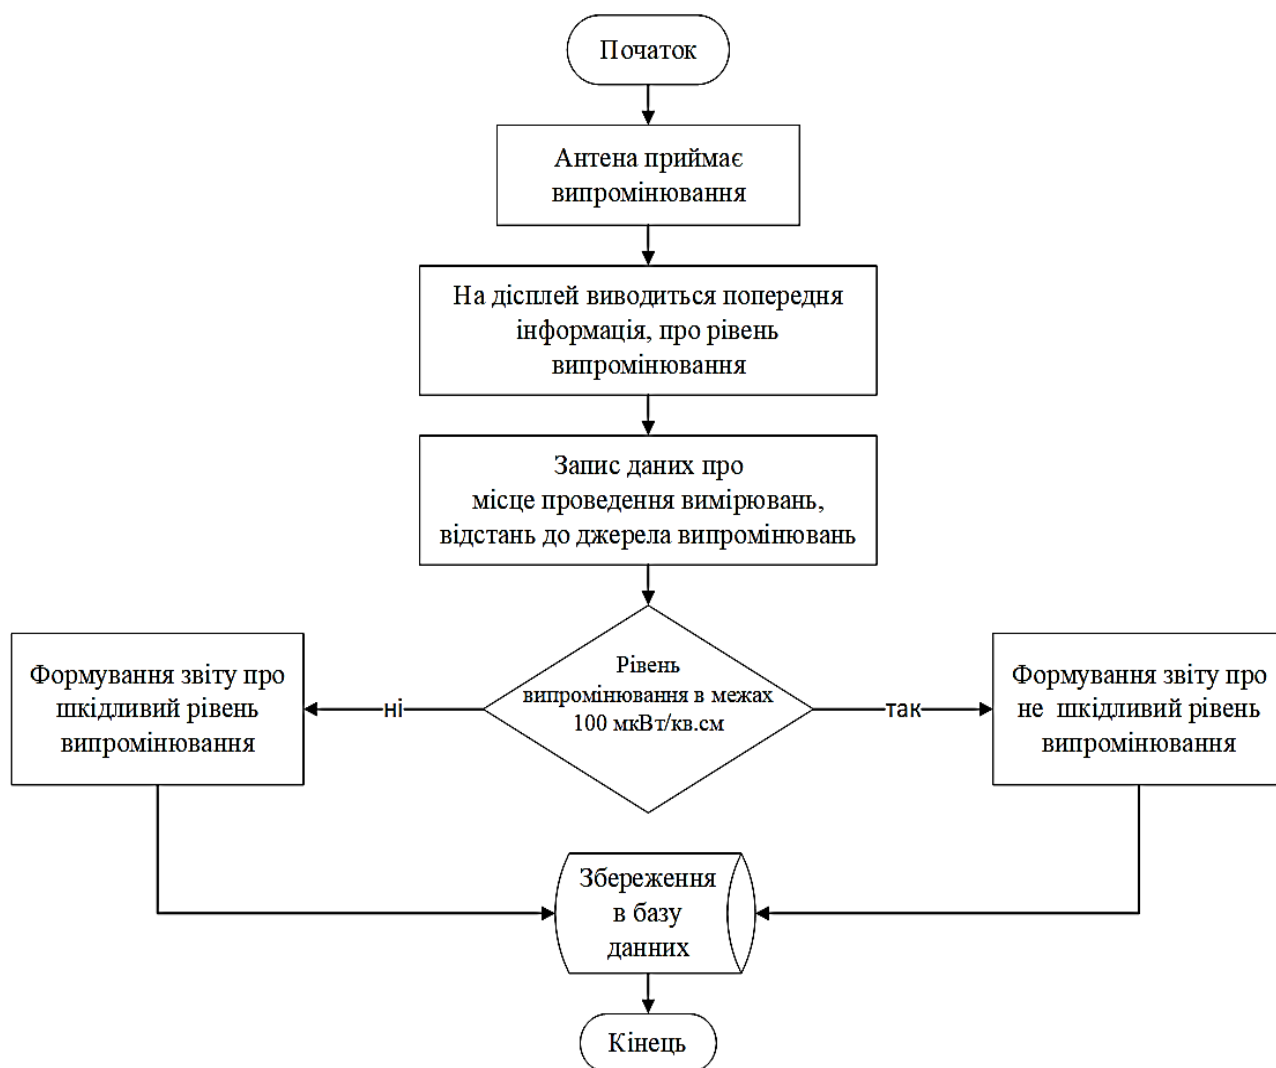 Початок
Антена приймає
випромінювання
На дісплей виводиться попередня
інформація, про рівень
випромінювання
Запис даних про
місце проведення вимірювань,
відстань до джерела випромінювань
Рівень
випромінювання в межах
100 мкВт/кв.см
ні
так
Формування звіту про
шкідливий рівень
випромінювання
Формування звіту про
не шкідливий рівень
випромінювання
Збереження
в базу
данних
Кінець